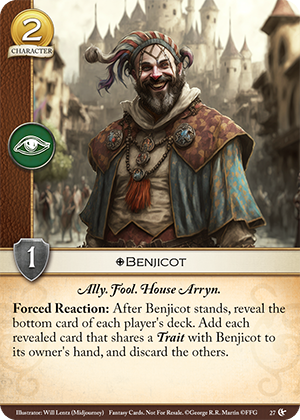 2
CHARACTER
1
BENJICOT
Ally. Fool. House Arryn.
Forced Reaction: After Benjicot stands, reveal the
bottom card of each player's deck. Add each
revealed card that shares a Trait with Benjicot to
its owner's hand, and discard the others.
Illustrator: Will Lentz (Midjourney) Fantasy Cards. Not For Resale. ©George R.R. Martin ©FFG 27